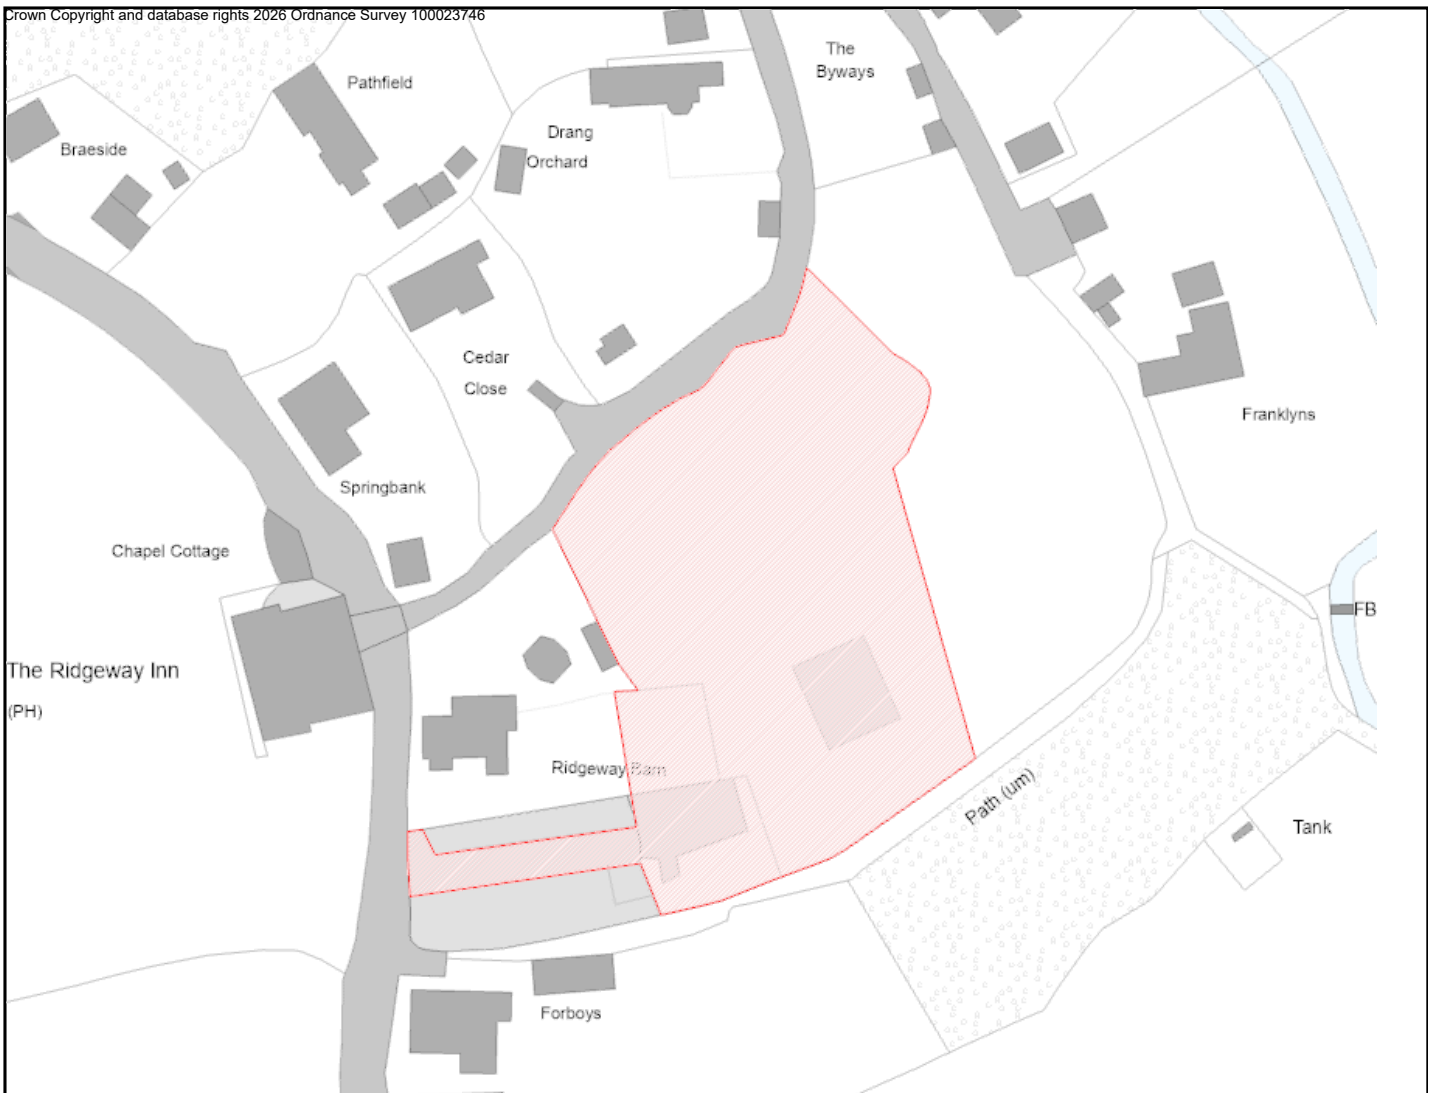 Crown Copyright and database rights 2026 Ordnance Survey 100023746
The
Byways
Pathfield
Drang
Orchard
Braeside
Cedar
Close
Franklyns
Springbank
Chapel Cottage
FB
The Ridgeway Inn
(PH)
Ridgeway Barn
Path (um)
Tank
Forboys